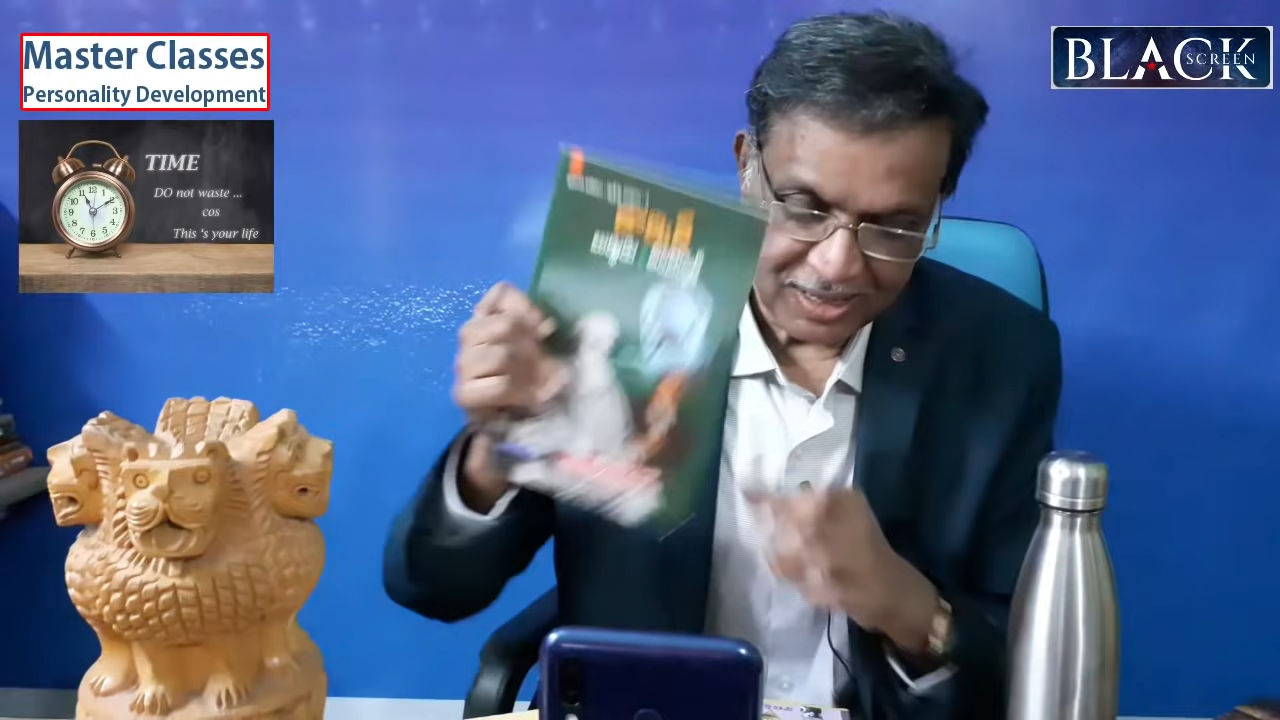 Master Classes
Personality Development
BLACK
SCREEN
TIME
DO not waste ...
cos
This 's your life